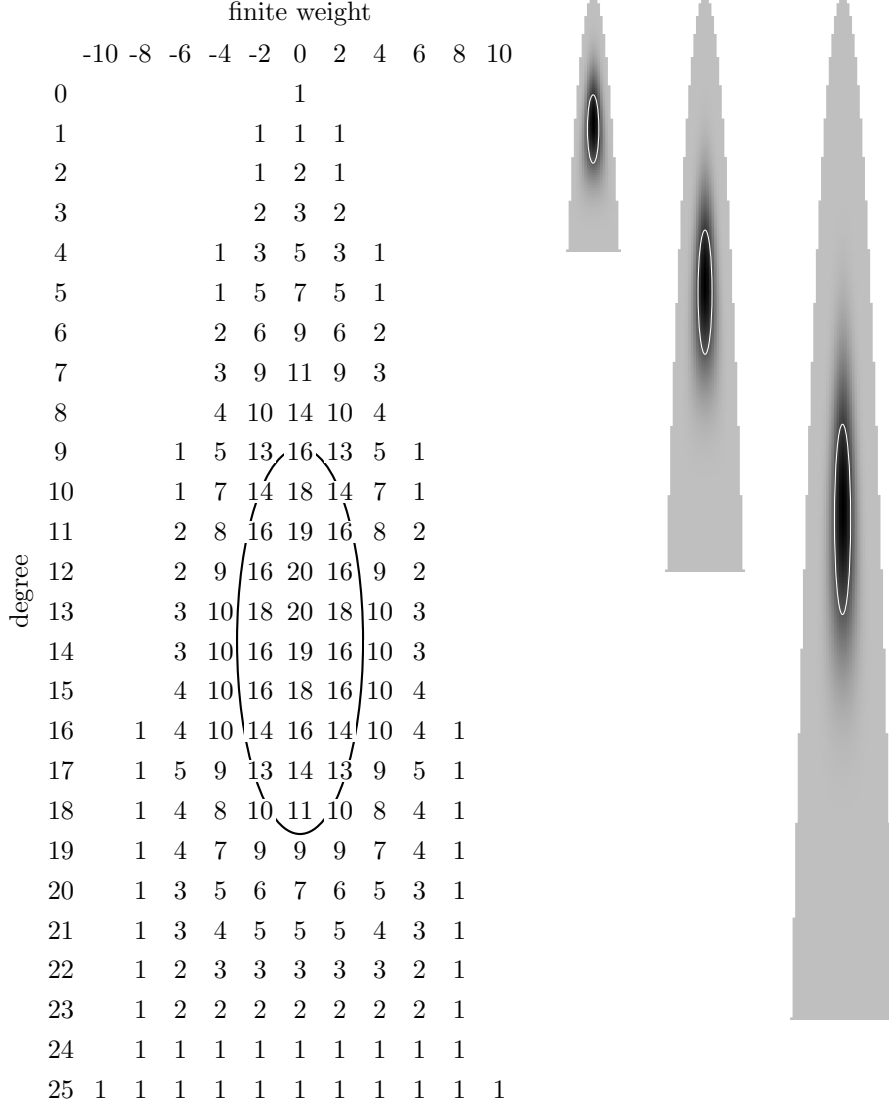 finite weight
-10 -8 -6 -4 -2 0 2 4 6 8 10
0 1
1 1 1 1
2 1 2 1
3 2 3 2
4 1 3 5 3 1
5 1 5 7 5 1
6 2 6 9 6 2
7 3 9 11 9 3
8 4 10 14 10 4
9 1 5 13 16 13 5 1
10 1 7 14 18 14 7 1
11 2 8 16 19 16 8 2
12 2 9 16 20 16 9 2
13 3 10 18 20 18 10 3
14 3 10 16 19 16 10 3
15 4 10 16 18 16 10 4
16 1 4 10 14 16 14 10 4 1
17 1 5 9 13 14 13 9 5 1
18 1 4 8 10 11 10 8 4 1
19 1 4 7 9 9 9 7 4 1
20 1 3 5 6 7 6 5 3 1
21 1 3 4 5 5 5 4 3 1
22 1 2 3 3 3 3 3 2 1
23 1 2 2 2 2 2 2 2 1
24 1 1 1 1 1 1 1 1 1
25 1 1 1 1 1 1 1 1 1 1 1
degree